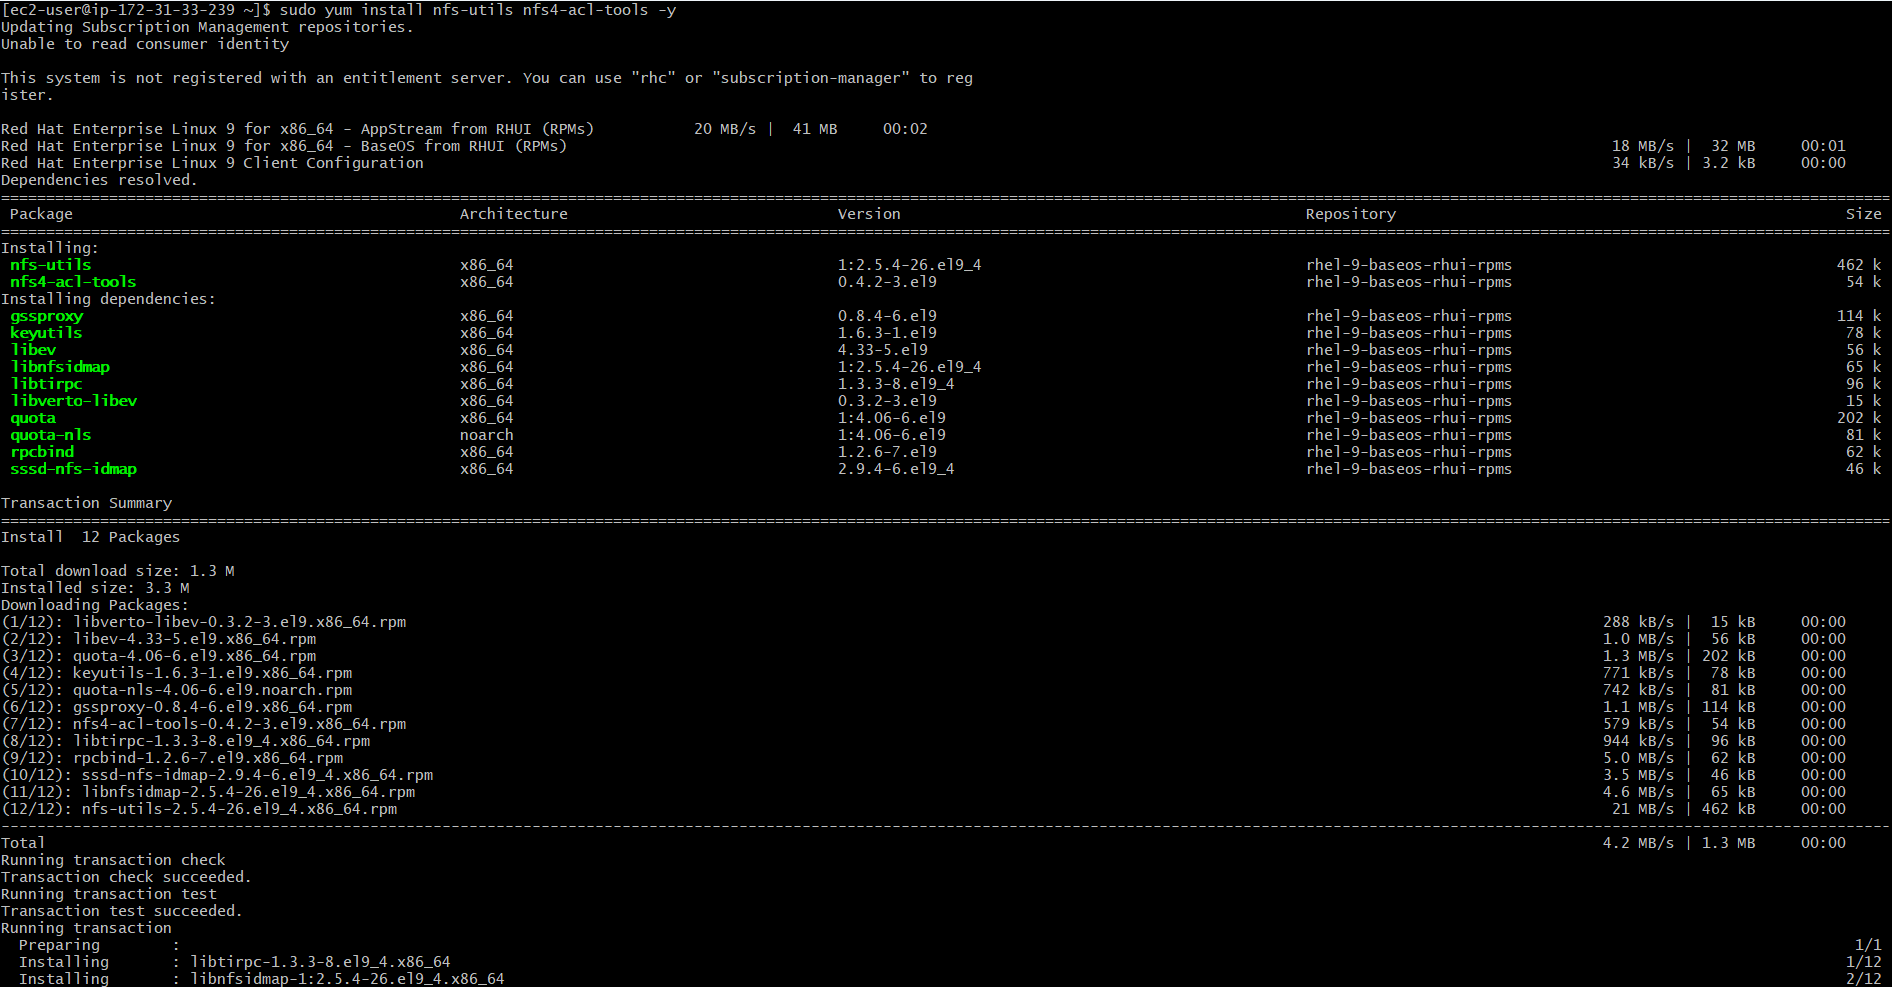 [ec2-user@ip-172-31-33-239 ~]$ sudo yum install nfs-utils nfs4-acl-tools -y
Updating Subscription Management repositories.
Unable to read consumer identity
This system is not registered with an entitlement server. You can use "rhc" or "subscription-manager" to reg
ister.
Red Hat Enterprise Linux 9 for x86_64 - AppStream from RHUI (RPMs) 20 MB/s | 41 MB 00:02
Red Hat Enterprise Linux 9 for x86_64 - BaseOS from RHUI (RPMs) 18 MB/s | 32 MB 00:01
Red Hat Enterprise Linux 9 Client Configuration 34 kB/s | 3.2 kB 00:00
Dependencies resolved.
Package Architecture Version Repository Size
Installing:
nfs-utils x86_64 1:2.5.4-26.el9_4 rhel-9-baseos-rhui-rpms 462 k
nfs4-acl-tools x86_64 0.4.2-3.el9 rhel-9-baseos-rhui-rpms 54 k
Installing dependencies:
gssproxy x86_64 0.8.4-6.el9 rhel-9-baseos-rhui-rpms 114 k
keyutils x86_64 1.6.3-1.el9 rhel-9-baseos-rhui-rpms 78 k
libev x86_64 4.33-5.el9 rhel-9-baseos-rhui-rpms 56 k
libnfsidmap x86_64 1:2.5.4-26.el9_4 rhel-9-baseos-rhui-rpms 65 k
libtirpc x86_64 1.3.3-8.el9_4 rhel-9-baseos-rhui-rpms 96 k
libverto-libev x86_64 0.3.2-3.el9 rhel-9-baseos-rhui-rpms 15 k
quota x86_64 1:4.06-6.el9 rhel-9-baseos-rhui-rpms 202 k
quota-nls noarch 1:4.06-6.el9 rhel-9-baseos-rhui-rpms 81 k
rpcbind x86_64 1.2.6-7.el9 rhel-9-baseos-rhui-rpms 62 k
sssd-nfs-idmap x86_64 2.9.4-6.el9_4 rhel-9-baseos-rhui-rpms 46 k
Transaction Summary
Install 12 Packages
Total download size: 1.3 M
Installed size: 3.3 M
Downloading Packages:
(1/12): libverto-libev-0.3.2-3.el9.x86_64.rpm 288 kB/s | 15 kB 00:00
(2/12): libev-4.33-5.el9.x86_64.rpm 1.0 MB/s | 56 kB 00:00
(3/12): quota-4.06-6.el9.x86_64.rpm 1.3 MB/s | 202 kB 00:00
(4/12): keyutils-1.6.3-1.el9.x86_64.rpm 771 kB/s | 78 kB 00:00
(5/12): quota-nls-4.06-6.el9.noarch.rpm 742 kB/s | 81 kB 00:00
(6/12): gssproxy-0.8.4-6.el9.x86_64.rpm 1.1 MB/s | 114 kB 00:00
(7/12): nfs4-acl-tools-0.4.2-3.el9.x86_64.rpm 579 kB/s | 54 kB 00:00
(8/12): libtirpc-1.3.3-8.el9_4.x86_64.rpm 944 kB/s | 96 kB 00:00
(9/12): rpcbind-1.2.6-7.el9.x86_64.rpm 5.0 MB/s | 62 kB 00:00
(10/12): sssd-nfs-idmap-2.9.4-6.el9_4.x86_64.rpm 3.5 MB/s | 46 kB 00:00
(11/12): libnfsidmap-2.5.4-26.el9_4.x86_64.rpm 4.6 MB/s | 65 kB 00:00
(12/12): nfs-utils-2.5.4-26.el9_4.x86_64.rpm 21 MB/s | 462 kB 00:00
Total 4.2 MB/s | 1.3 MB 00:00
Running transaction check
Transaction check succeeded.
Running transaction test
Transaction test succeeded.
Running transaction
Preparing : 1/1
Installing : libtirpc-1.3.3-8.el9_4.x86_64 1/12
Installing : libnfsidmap-1:2.5.4-26.el9_4.x86_64 2/12